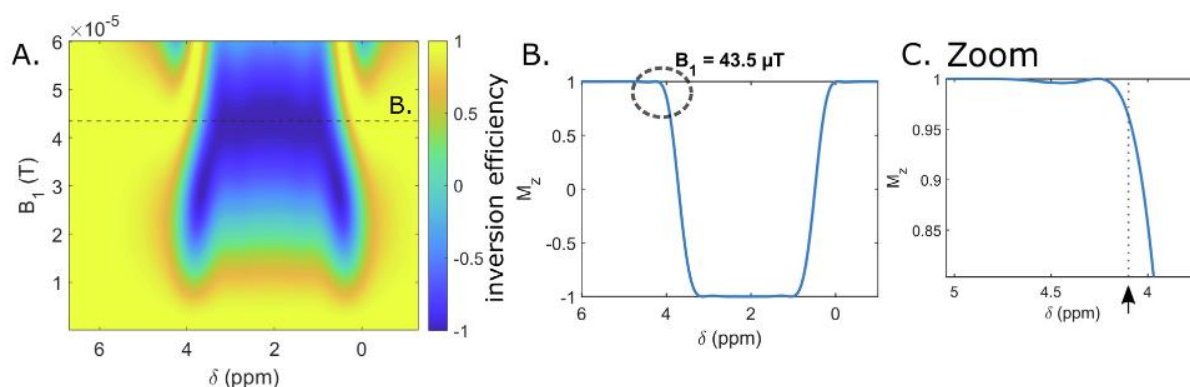 A.
×10⁻⁵
6
5
4
3
2
1
B₁ (T)
B.
6
4
2
0
δ (ppm)
1
0.5
0
-0.5
-1
inversion efficiency
B.
B₁ = 43.5 µT
1
0.5
0
-0.5
-1
M_z
6
4
2
0
δ (ppm)
C. Zoom
1
0.95
0.9
0.85
M_z
5
4.5
4
δ (ppm)